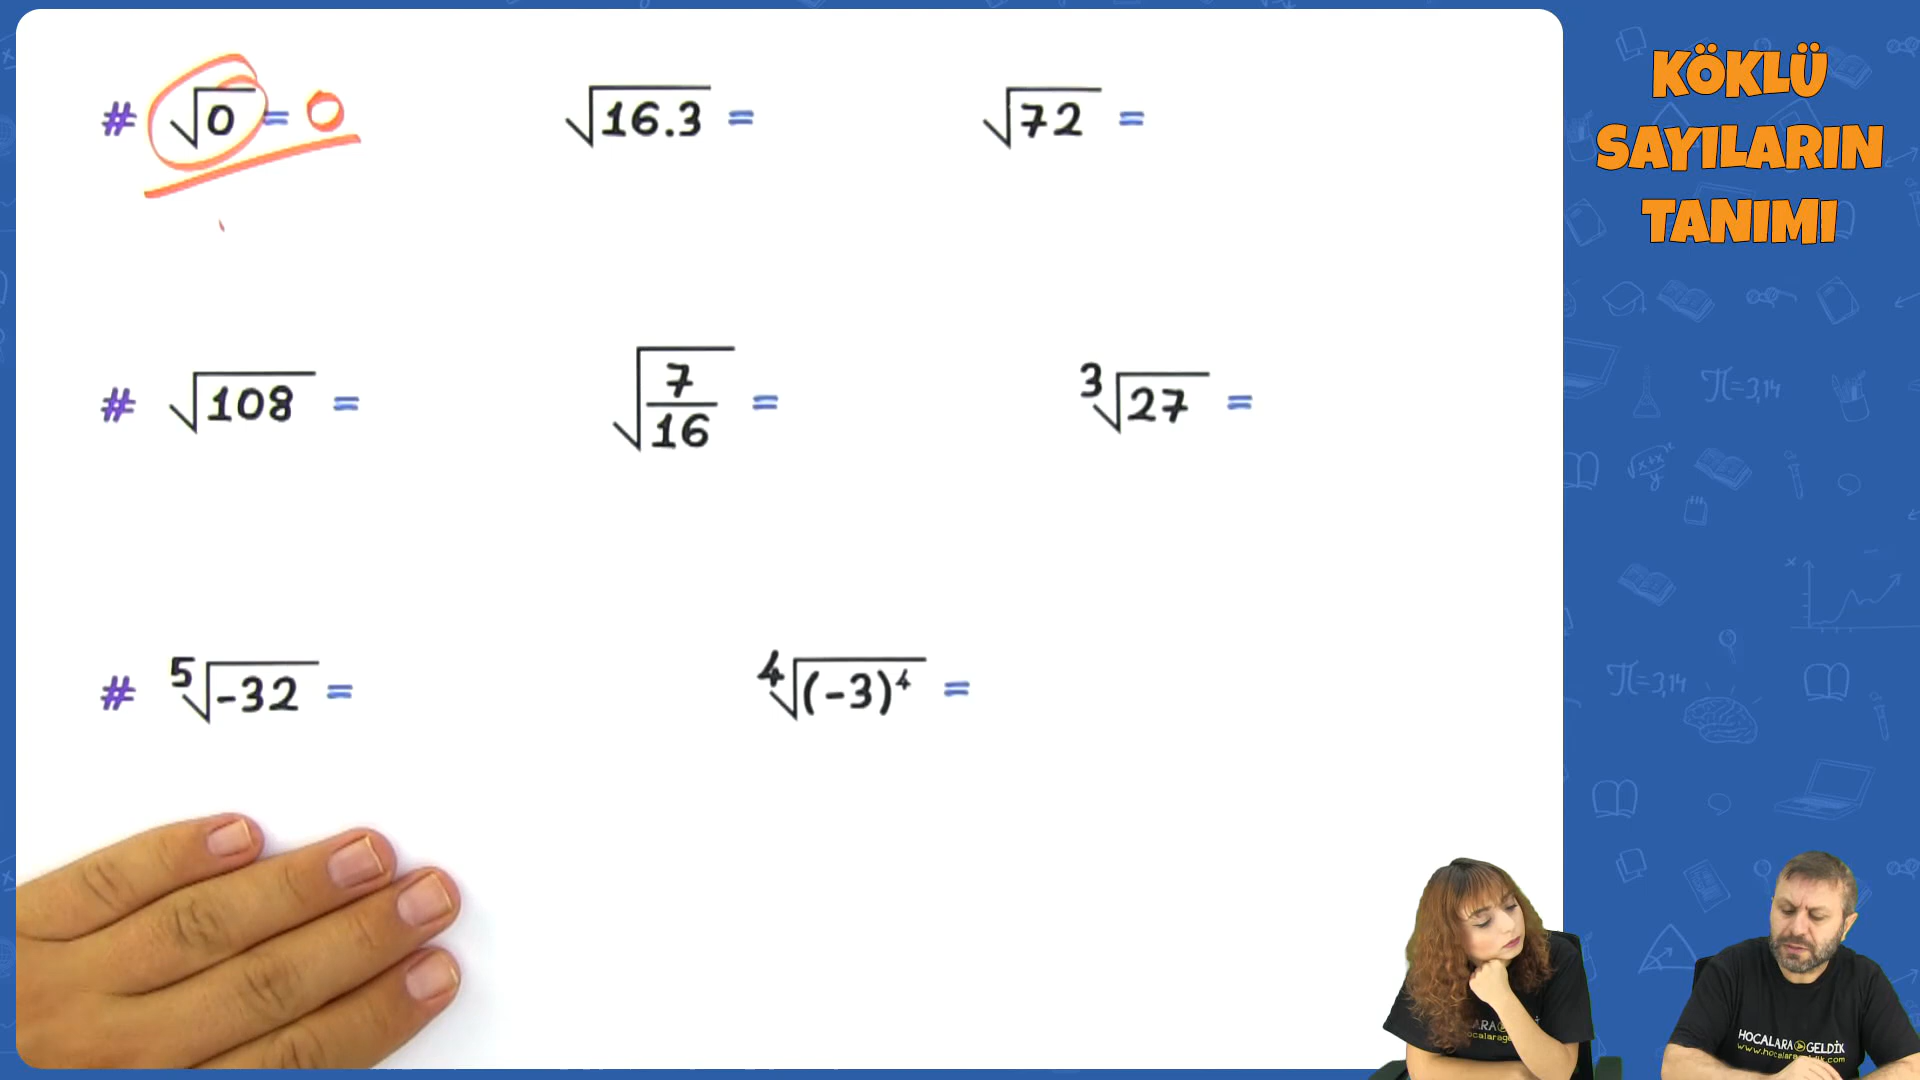 # √0 = 0
√16.3 =
√72 =
# √108 =
√(7/16) =
³√27 =
# ⁵√-32 =
⁴√(-3)⁴ =
KÖKLÜ
SAYILARIN
TANIMI
π=3,14
π=3,14
HOCALARA GELDİK